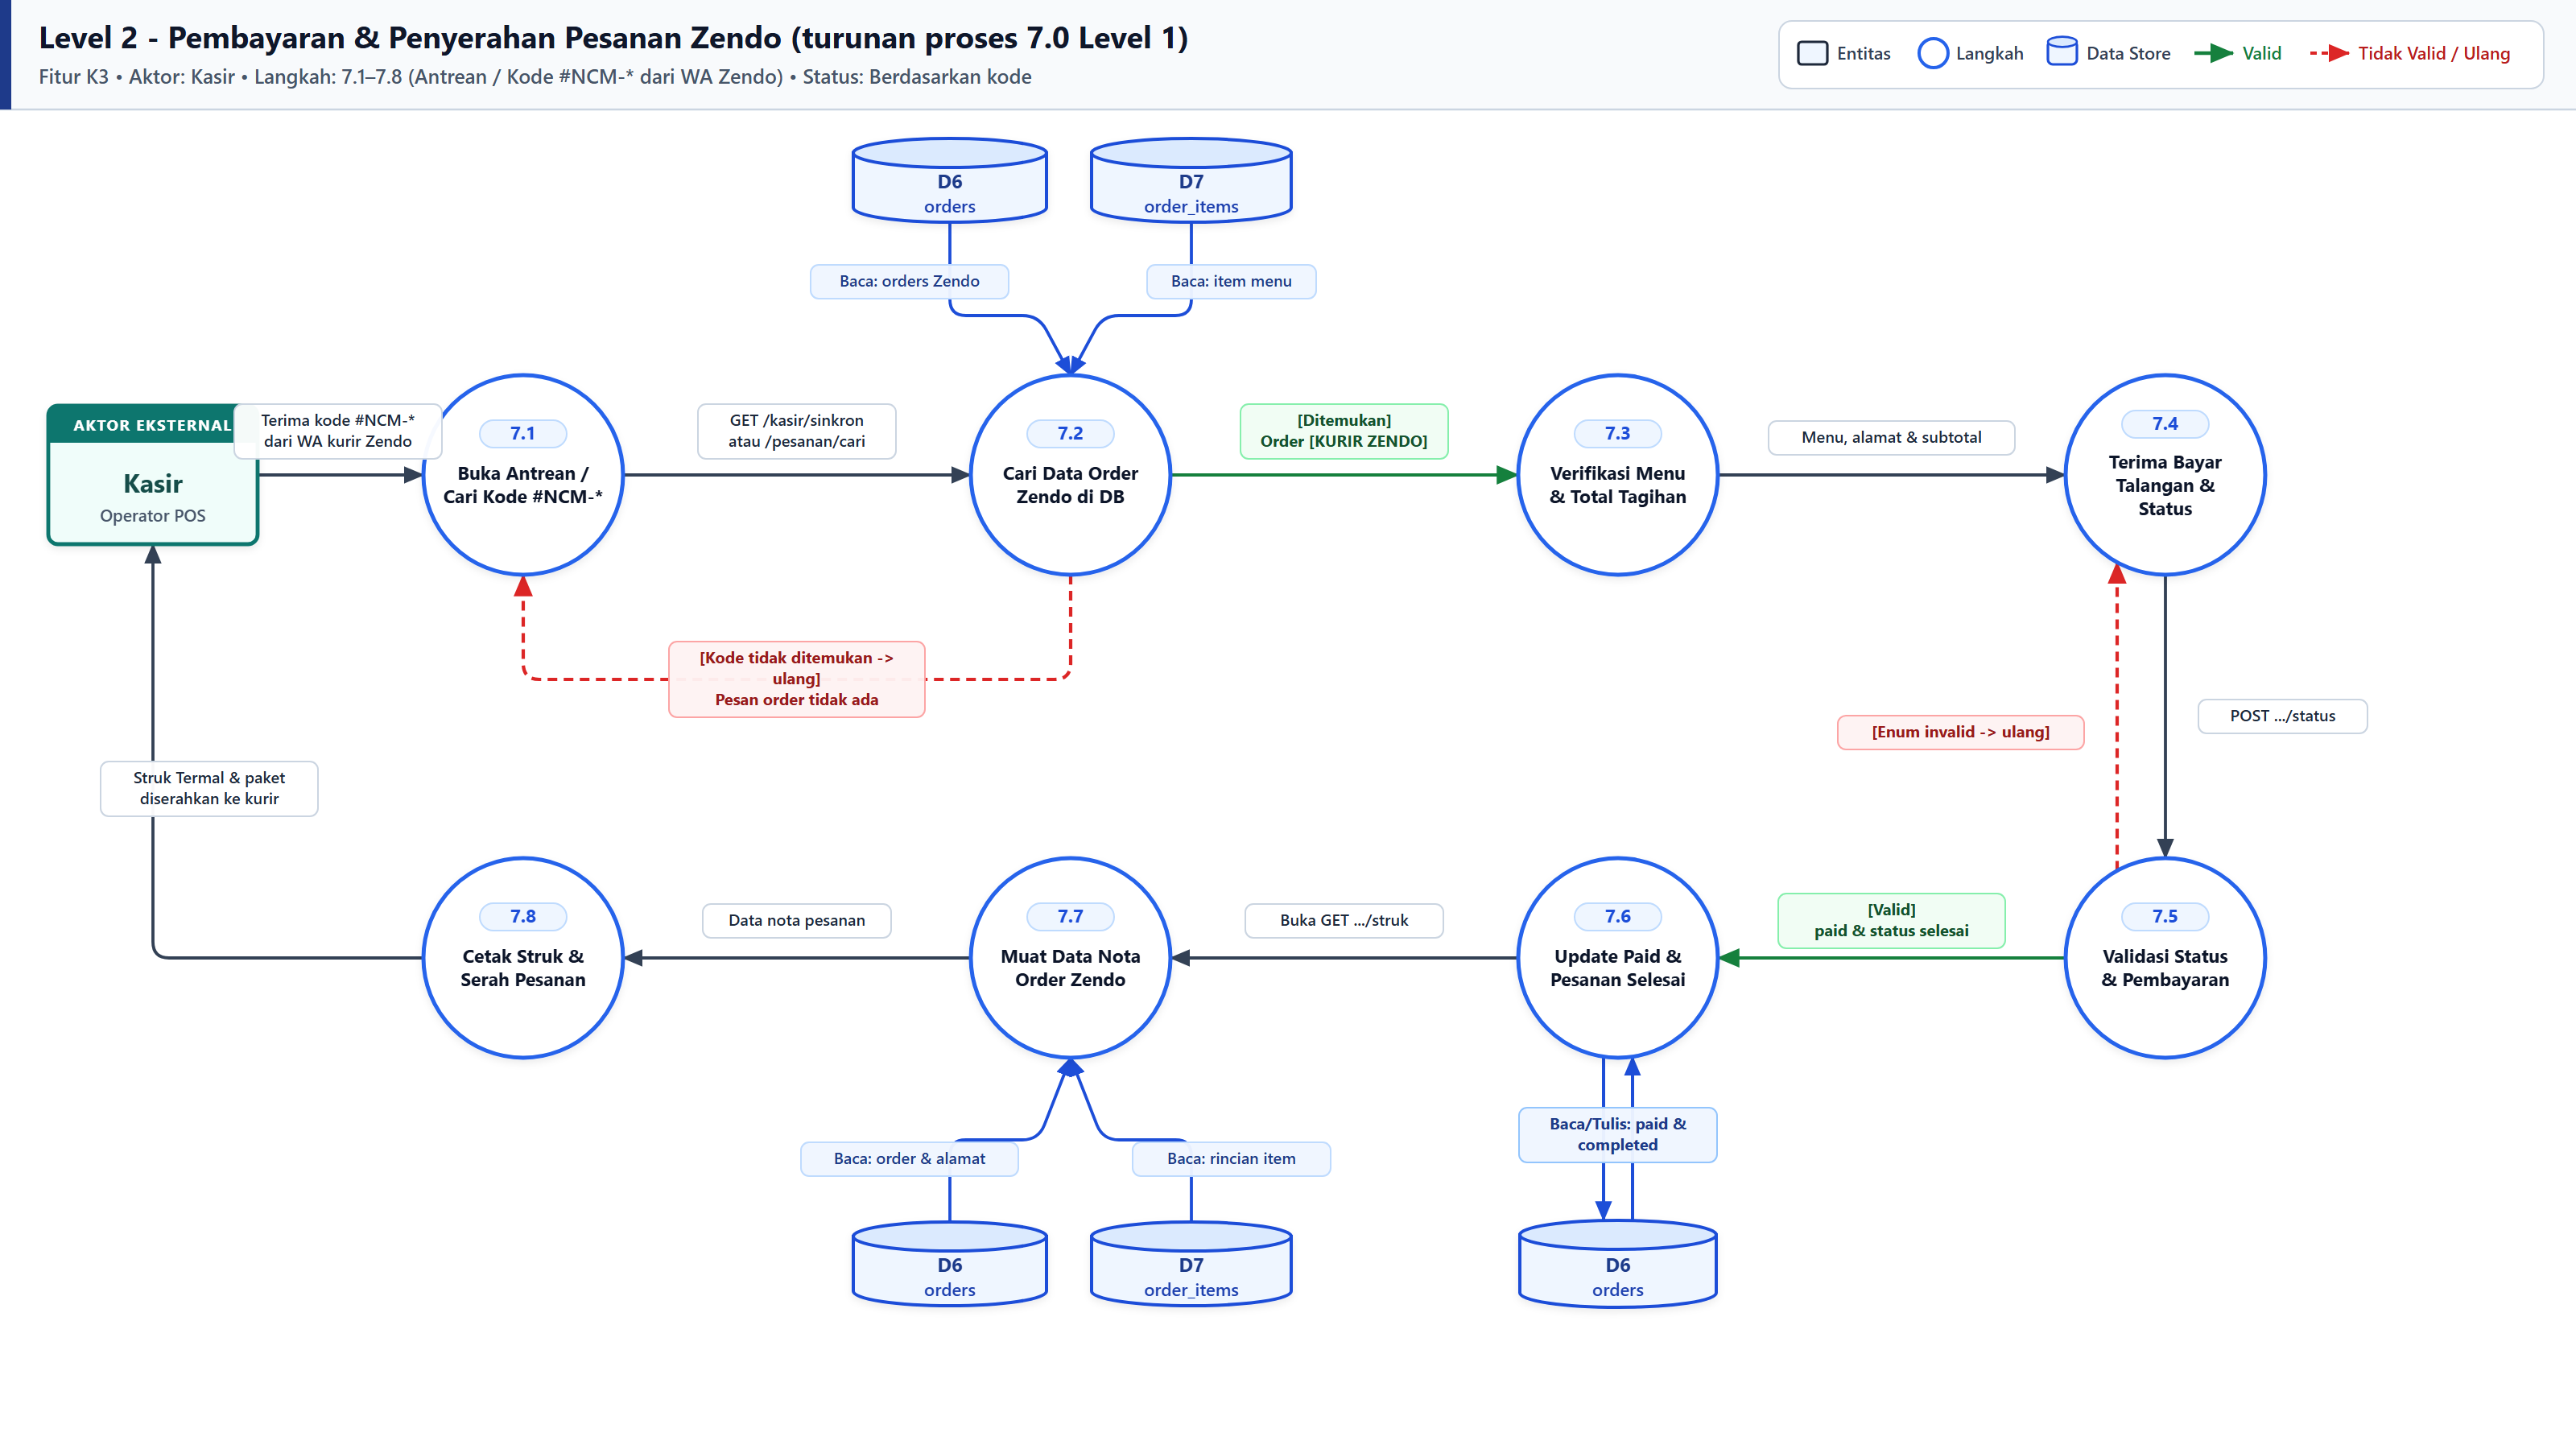 Level 2 - Pembayaran & Penyerahan Pesanan Zendo (turunan proses 7.0 Level 1)
Fitur K3 • Aktor: Kasir • Langkah: 7.1–7.8 (Antrean / Kode #NCM-* dari WA Zendo) • Status: Berdasarkan kode
Entitas
Langkah
Data Store
Valid
Tidak Valid / Ulang
D6
orders
D7
order_items
Baca: orders Zendo
Baca: item menu
AKTOR EKSTERNAL
Kasir
Operator POS
Terima kode #NCM-*
dari WA kurir Zendo
7.1
Buka Antrean /
Cari Kode #NCM-*
GET /kasir/sinkron
atau /pesanan/cari
7.2
Cari Data Order
Zendo di DB
[Ditemukan]
Order [KURIR ZENDO]
7.3
Verifikasi Menu
& Total Tagihan
Menu, alamat & subtotal
7.4
Terima Bayar
Talangan &
Status
[Kode tidak ditemukan ->
ulang]
Pesan order tidak ada
[Enum invalid -> ulang]
POST .../status
Struk Termal & paket
diserahkan ke kurir
7.8
Cetak Struk &
Serah Pesanan
Data nota pesanan
7.7
Muat Data Nota
Order Zendo
Buka GET .../struk
7.6
Update Paid &
Pesanan Selesai
[Valid]
paid & status selesai
7.5
Validasi Status
& Pembayaran
Baca: order & alamat
Baca: rincian item
Baca/Tulis: paid &
completed
D6
orders
D7
order_items
D6
orders